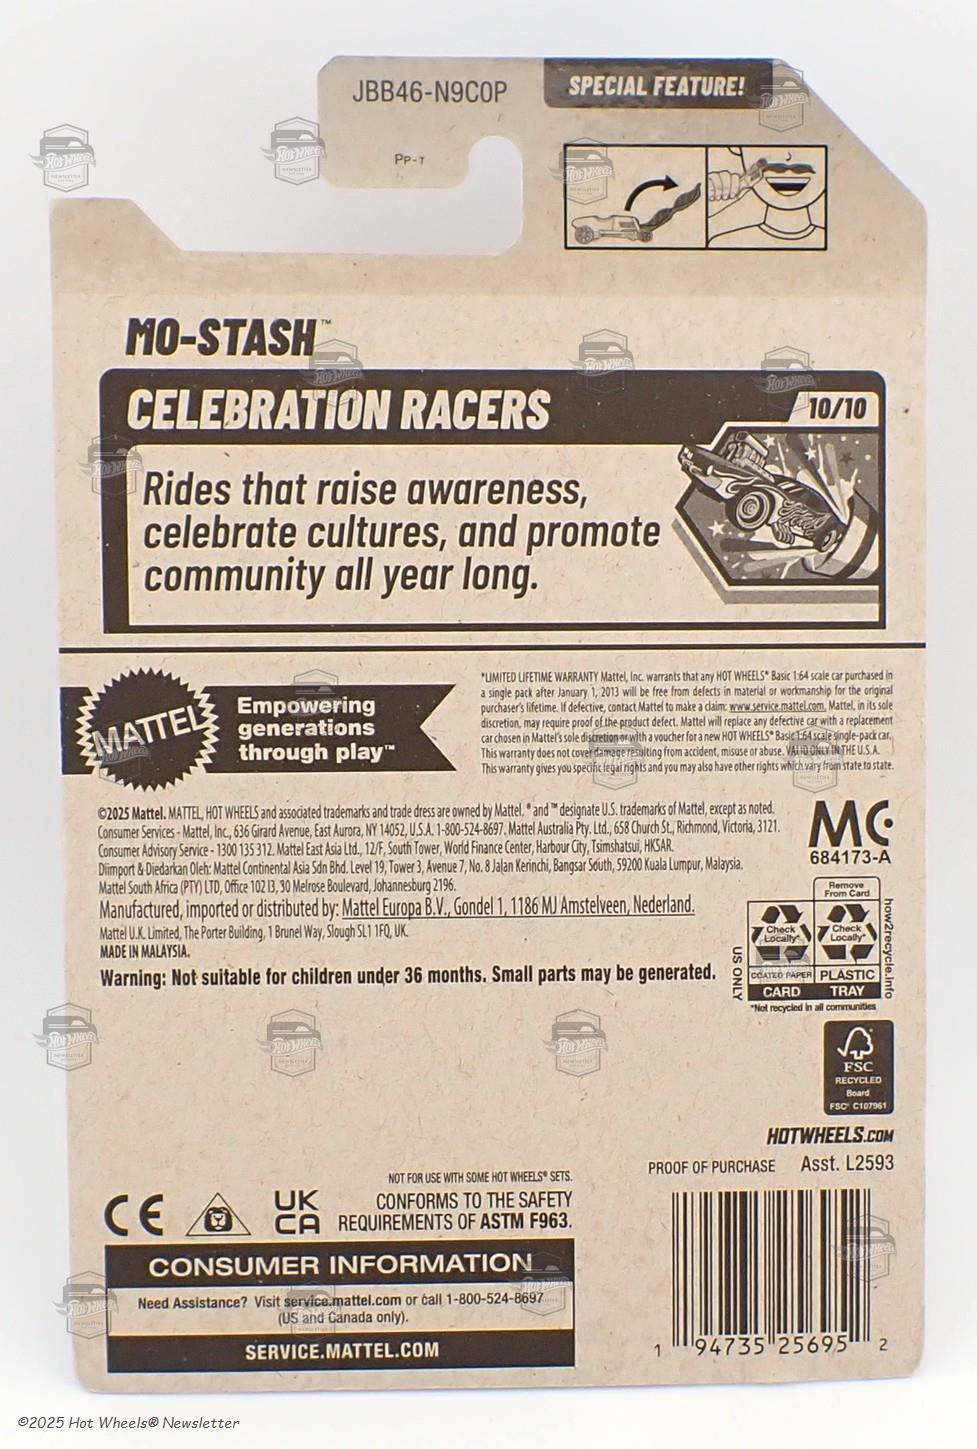 JBB46-N9C0P
SPECIAL FEATURE!
MO-STASH™
CELEBRATION RACERS
10/10
Rides that raise awareness,
celebrate cultures, and promote
community all year long.
MATTEL
Empowering
generations
through play™
*LIMITED LIFETIME WARRANTY Mattel, Inc. warrants that any HOT WHEELS® Basic 1:64 scale car purchased in
a single pack after January 1, 2013 will be free from defects in material or workmanship for the original
purchaser's lifetime. If defective, contact Mattel to make a claim: www.service.mattel.com. Mattel, in its sole
discretion, may require proof of the product defect. Mattel will replace any defective car with a replacement
car chosen in Mattel's sole discretion or with a voucher for a new HOT WHEELS® Basic 1:64 scale single-pack car.
This warranty does not cover damage resulting from accident, misuse or abuse. VALID ONLY IN THE U.S.A.
This warranty gives you specific legal rights and you may also have other rights which vary from state to state.
©2025 Mattel. MATTEL, HOT WHEELS and associated trademarks and trade dress are owned by Mattel. ® and ™ designate U.S. trademarks of Mattel, except as noted.
Consumer Services - Mattel, Inc., 636 Girard Avenue, East Aurora, NY 14052, U.S.A. 1-800-524-8697. Mattel Australia Pty. Ltd., 658 Church St., Richmond, Victoria, 3121.
Consumer Advisory Service - 1300 135 312. Mattel East Asia Ltd., 12/F, South Tower, World Finance Center, Harbour City, Tsimshatsui, HKSAR.
Diimport & Diedarkan Oleh: Mattel Continental Asia Sdn Bhd. Level 19, Tower 3, Avenue 7, No. 8 Jalan Kerinchi, Bangsar South, 59200 Kuala Lumpur, Malaysia.
Mattel South Africa (PTY) LTD, Office 102 I3, 30 Melrose Boulevard, Johannesburg 2196.
Manufactured, imported or distributed by: Mattel Europa B.V., Gondel 1, 1186 MJ Amstelveen, Nederland.
Mattel U.K. Limited, The Porter Building, 1 Brunel Way, Slough SL1 1FQ, UK.
MADE IN MALAYSIA.
Warning: Not suitable for children under 36 months. Small parts may be generated.
MC
684173-A
Remove
From Card
Check
Locally*
Check
Locally*
COATED PAPER
PLASTIC
CARD
TRAY
US ONLY
how2recycle.info
*Not recycled in all communities
FSC
RECYCLED
Board
FSC® C107961
HOTWHEELS.COM
PROOF OF PURCHASE Asst. L2593
NOT FOR USE WITH SOME HOT WHEELS® SETS.
CONFORMS TO THE SAFETY
REQUIREMENTS OF ASTM F963.
CE
UK
CA
CONSUMER INFORMATION
Need Assistance? Visit service.mattel.com or call 1-800-524-8697
(US and Canada only).
SERVICE.MATTEL.COM
1 94735 25695 2
©2025 Hot Wheels® Newsletter